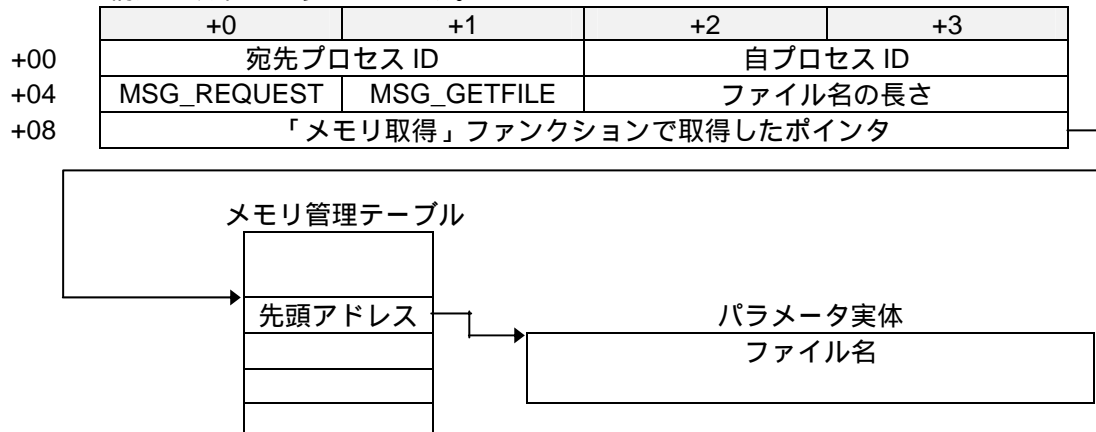 +0 +1 +2 +3
+00 宛先プロセス ID 自プロセス ID
+04 MSG_REQUEST MSG_GETFILE ファイル名の長さ
+08 「メモリ取得」ファンクションで取得したポインタ
メモリ管理テーブル
先頭アドレス パラメータ実体
ファイル名